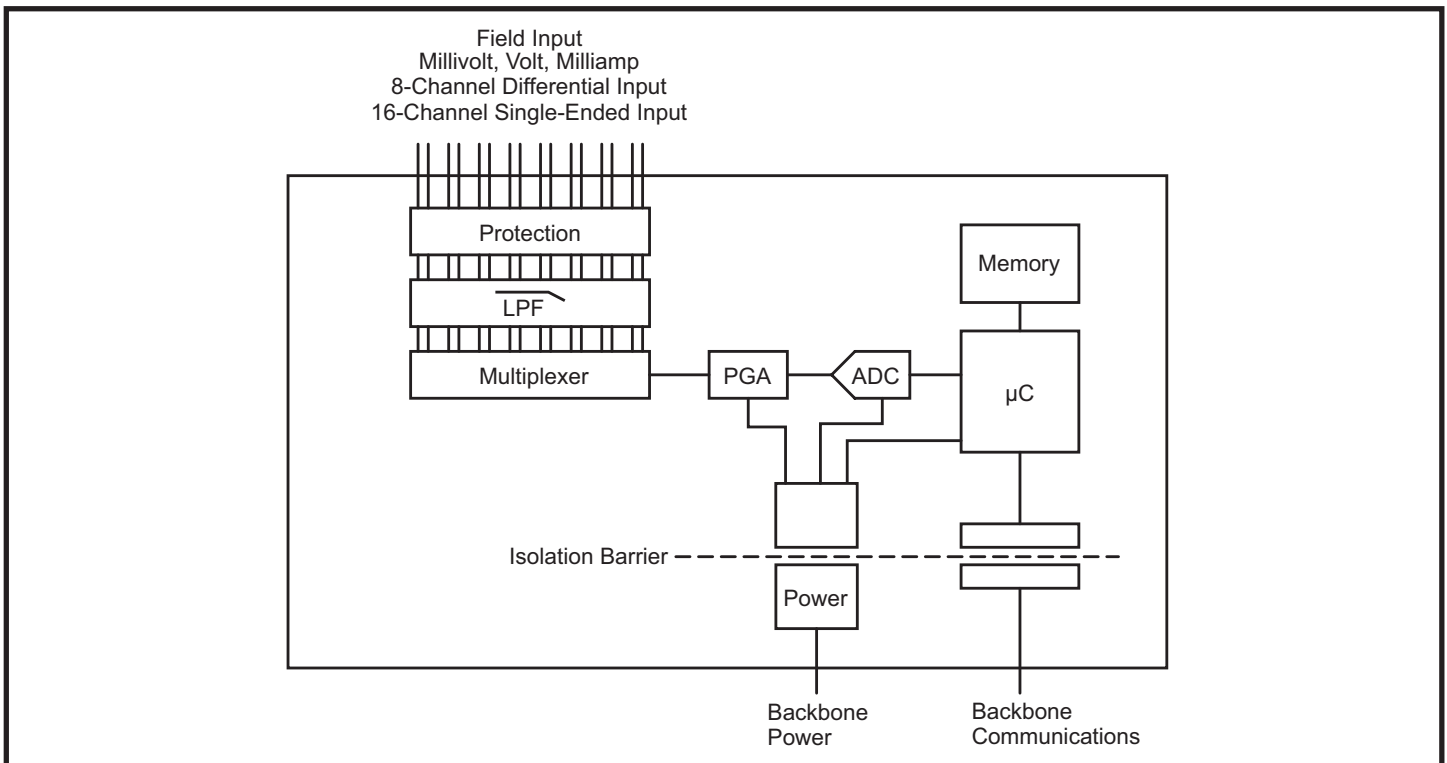 Field Input
Millivolt, Volt, Milliamp
8-Channel Differential Input
16-Channel Single-Ended Input
Protection
Memory
LPF
Multiplexer
PGA
ADC
µC
Isolation Barrier
Power
Backbone
Power
Backbone
Communications